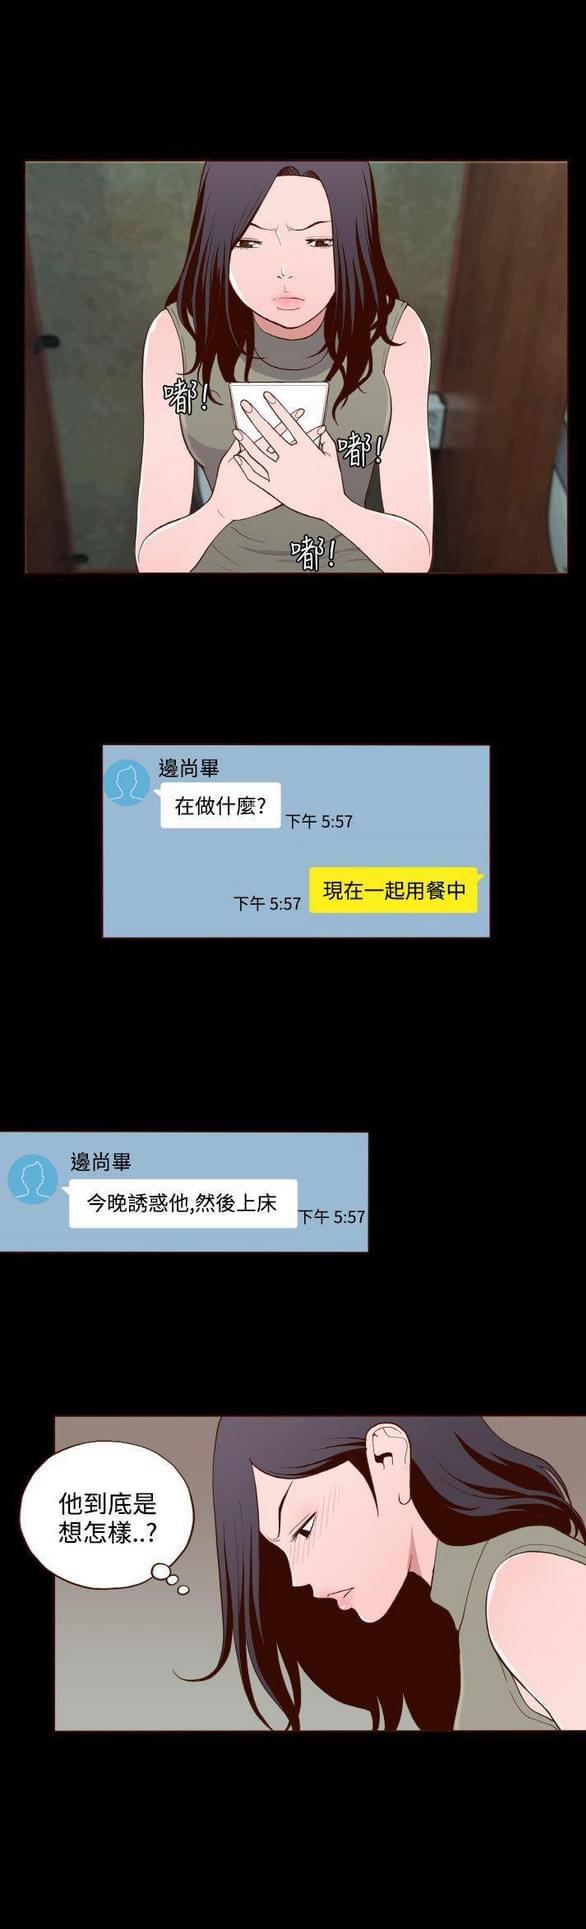 嘟!
嘟!
嘟!
邊尚畢
在做什麼?
下午 5:57
現在一起用餐中
下午 5:57
邊尚畢
今晚誘惑他,然後上床
下午 5:57
他到底是
想怎樣..?